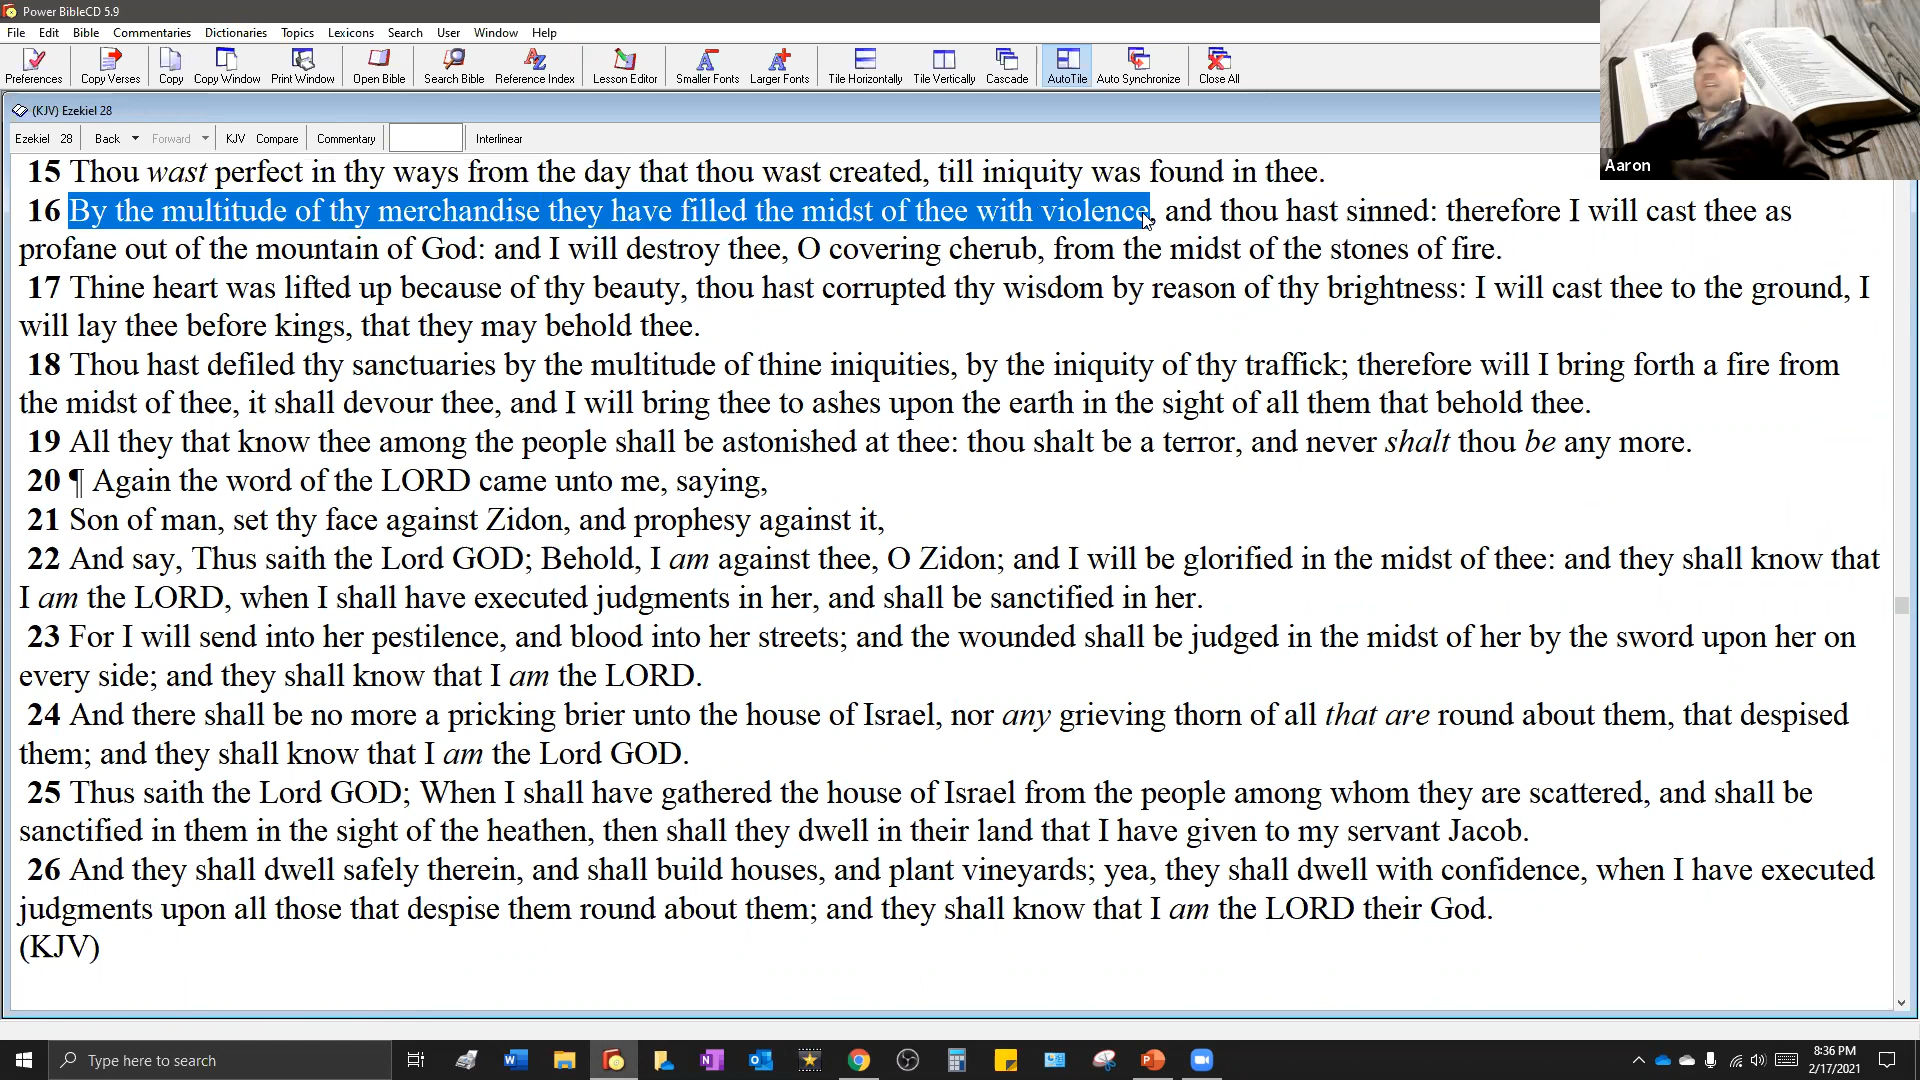 Power BibleCD 5.9
File Edit Bible Commentaries Dictionaries Topics Lexicons Search User Window Help
Preferences Copy Verses Copy Copy Window Print Window Open Bible Search Bible Reference Index Lesson Editor Smaller Fonts Larger Fonts Tile Horizontally Tile Vertically Cascade AutoTile Auto Synchronize Close All
(KJV) Ezekiel 28
Ezekiel 28 Back Forward KJV Compare Commentary Interlinear
Aaron
15 Thou wast perfect in thy ways from the day that thou wast created, till iniquity was found in thee.
16 By the multitude of thy merchandise they have filled the midst of thee with violence, and thou hast sinned: therefore I will cast thee as
profane out of the mountain of God: and I will destroy thee, O covering cherub, from the midst of the stones of fire.
17 Thine heart was lifted up because of thy beauty, thou hast corrupted thy wisdom by reason of thy brightness: I will cast thee to the ground, I
will lay thee before kings, that they may behold thee.
18 Thou hast defiled thy sanctuaries by the multitude of thine iniquities, by the iniquity of thy traffick; therefore will I bring forth a fire from
the midst of thee, it shall devour thee, and I will bring thee to ashes upon the earth in the sight of all them that behold thee.
19 All they that know thee among the people shall be astonished at thee: thou shalt be a terror, and never shalt thou be any more.
20 ¶ Again the word of the LORD came unto me, saying,
21 Son of man, set thy face against Zidon, and prophesy against it,
22 And say, Thus saith the Lord GOD; Behold, I am against thee, O Zidon; and I will be glorified in the midst of thee: and they shall know that
I am the LORD, when I shall have executed judgments in her, and shall be sanctified in her.
23 For I will send into her pestilence, and blood into her streets; and the wounded shall be judged in the midst of her by the sword upon her on
every side; and they shall know that I am the LORD.
24 And there shall be no more a pricking brier unto the house of Israel, nor any grieving thorn of all that are round about them, that despised
them; and they shall know that I am the Lord GOD.
25 Thus saith the Lord GOD; When I shall have gathered the house of Israel from the people among whom they are scattered, and shall be
sanctified in them in the sight of the heathen, then shall they dwell in their land that I have given to my servant Jacob.
26 And they shall dwell safely therein, and shall build houses, and plant vineyards; yea, they shall dwell with confidence, when I have executed
judgments upon all those that despise them round about them; and they shall know that I am the LORD their God.
(KJV)
Type here to search
8:36 PM
2/17/2021